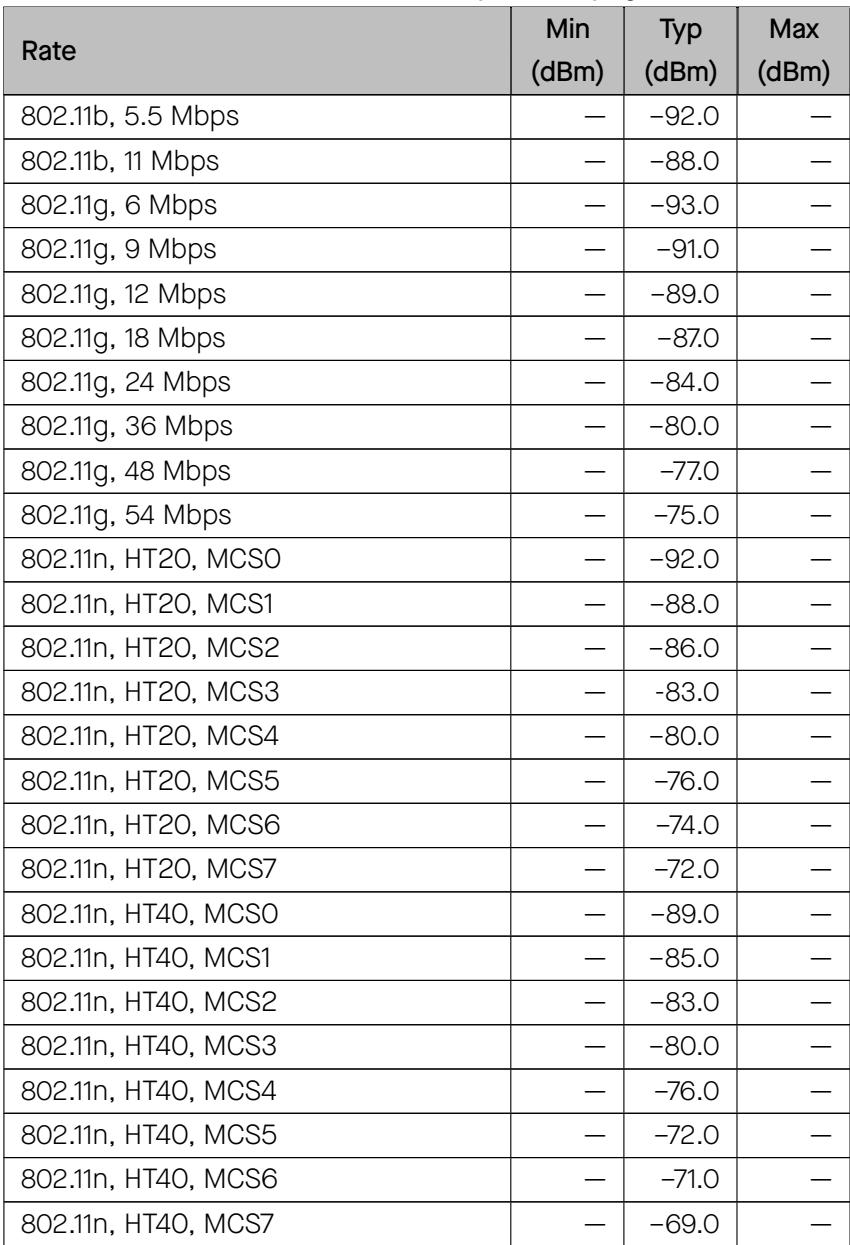 Rate Min (dBm) Typ (dBm) Max (dBm)
802.11b, 5.5 Mbps — –92.0 —
802.11b, 11 Mbps — –88.0 —
802.11g, 6 Mbps — –93.0 —
802.11g, 9 Mbps — –91.0 —
802.11g, 12 Mbps — –89.0 —
802.11g, 18 Mbps — –87.0 —
802.11g, 24 Mbps — –84.0 —
802.11g, 36 Mbps — –80.0 —
802.11g, 48 Mbps — –77.0 —
802.11g, 54 Mbps — –75.0 —
802.11n, HT20, MCS0 — –92.0 —
802.11n, HT20, MCS1 — –88.0 —
802.11n, HT20, MCS2 — –86.0 —
802.11n, HT20, MCS3 — -83.0 —
802.11n, HT20, MCS4 — –80.0 —
802.11n, HT20, MCS5 — –76.0 —
802.11n, HT20, MCS6 — –74.0 —
802.11n, HT20, MCS7 — –72.0 —
802.11n, HT40, MCS0 — –89.0 —
802.11n, HT40, MCS1 — –85.0 —
802.11n, HT40, MCS2 — –83.0 —
802.11n, HT40, MCS3 — –80.0 —
802.11n, HT40, MCS4 — –76.0 —
802.11n, HT40, MCS5 — –72.0 —
802.11n, HT40, MCS6 — –71.0 —
802.11n, HT40, MCS7 — –69.0 —